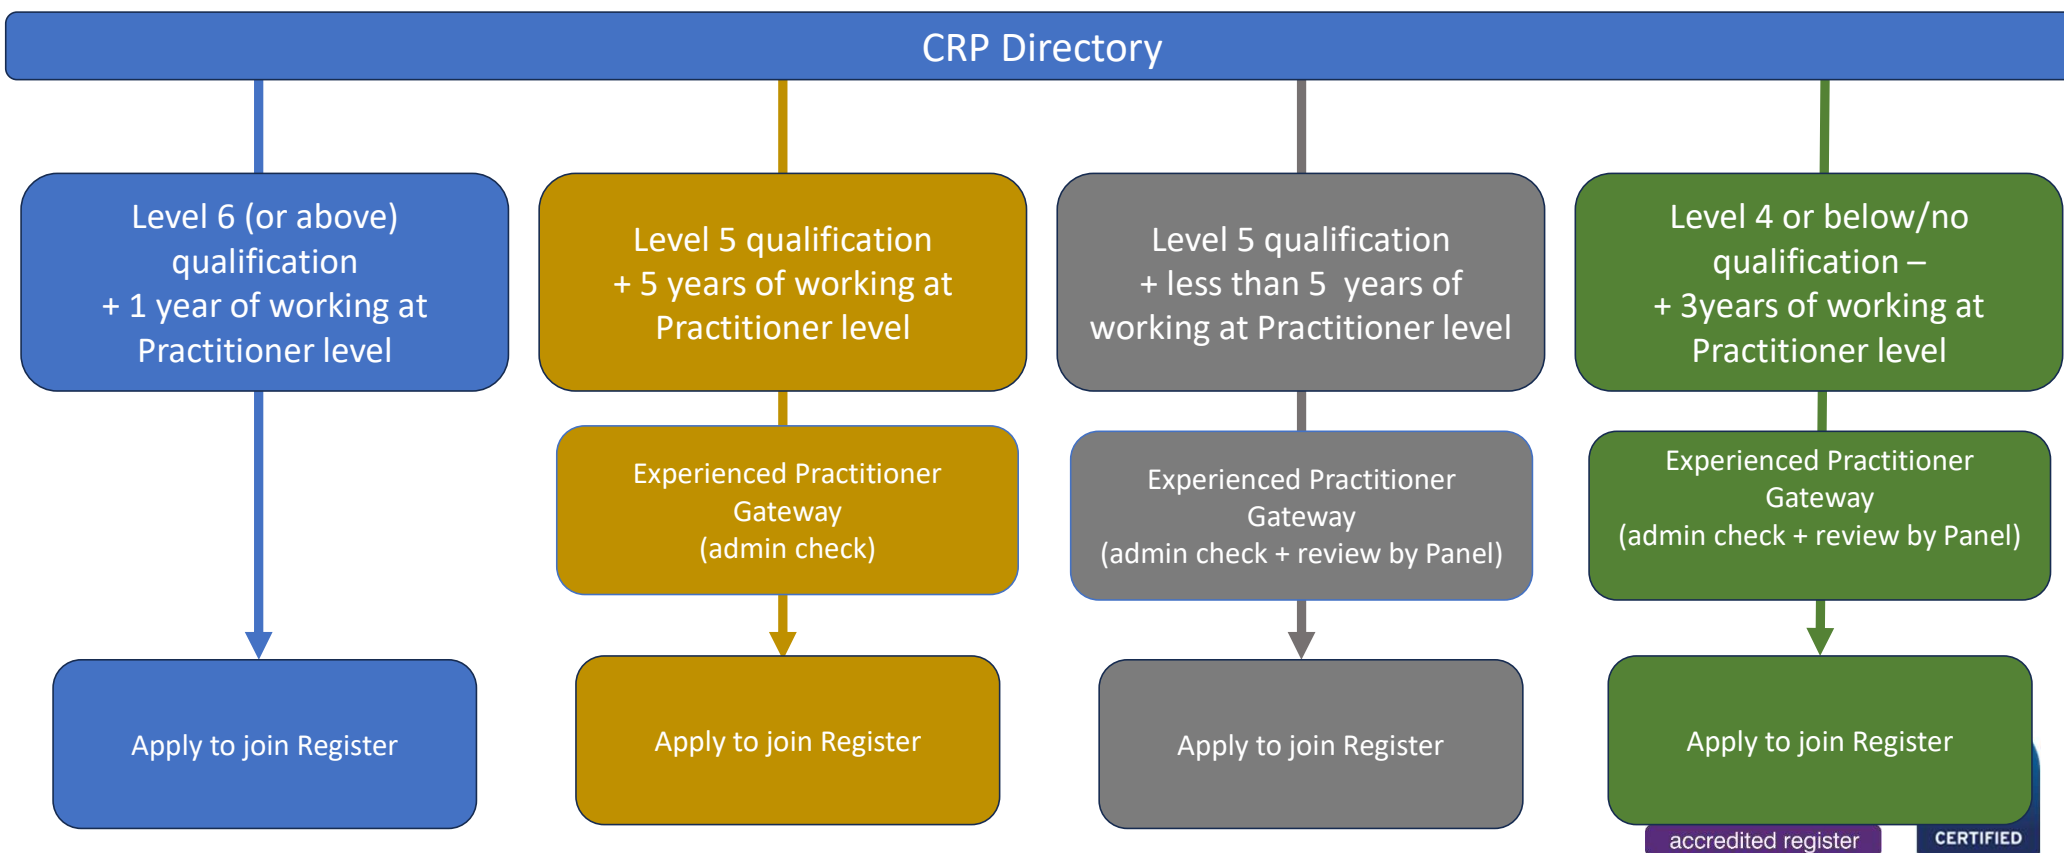 CRP Directory
Level 6 (or above)
qualification
+ 1 year of working at
Practitioner level
Level 5 qualification
+ 5 years of working at
Practitioner level
Level 5 qualification
+ less than 5  years of
working at Practitioner level
Level 4 or below/no
qualification –
+ 3years of working at
Practitioner level
Experienced Practitioner
Gateway
(admin check)
Experienced Practitioner
Gateway
(admin check + review by Panel)
Experienced Practitioner
Gateway
(admin check + review by Panel)
Apply to join Register
Apply to join Register
Apply to join Register
Apply to join Register
accredited register
CERTIFIED